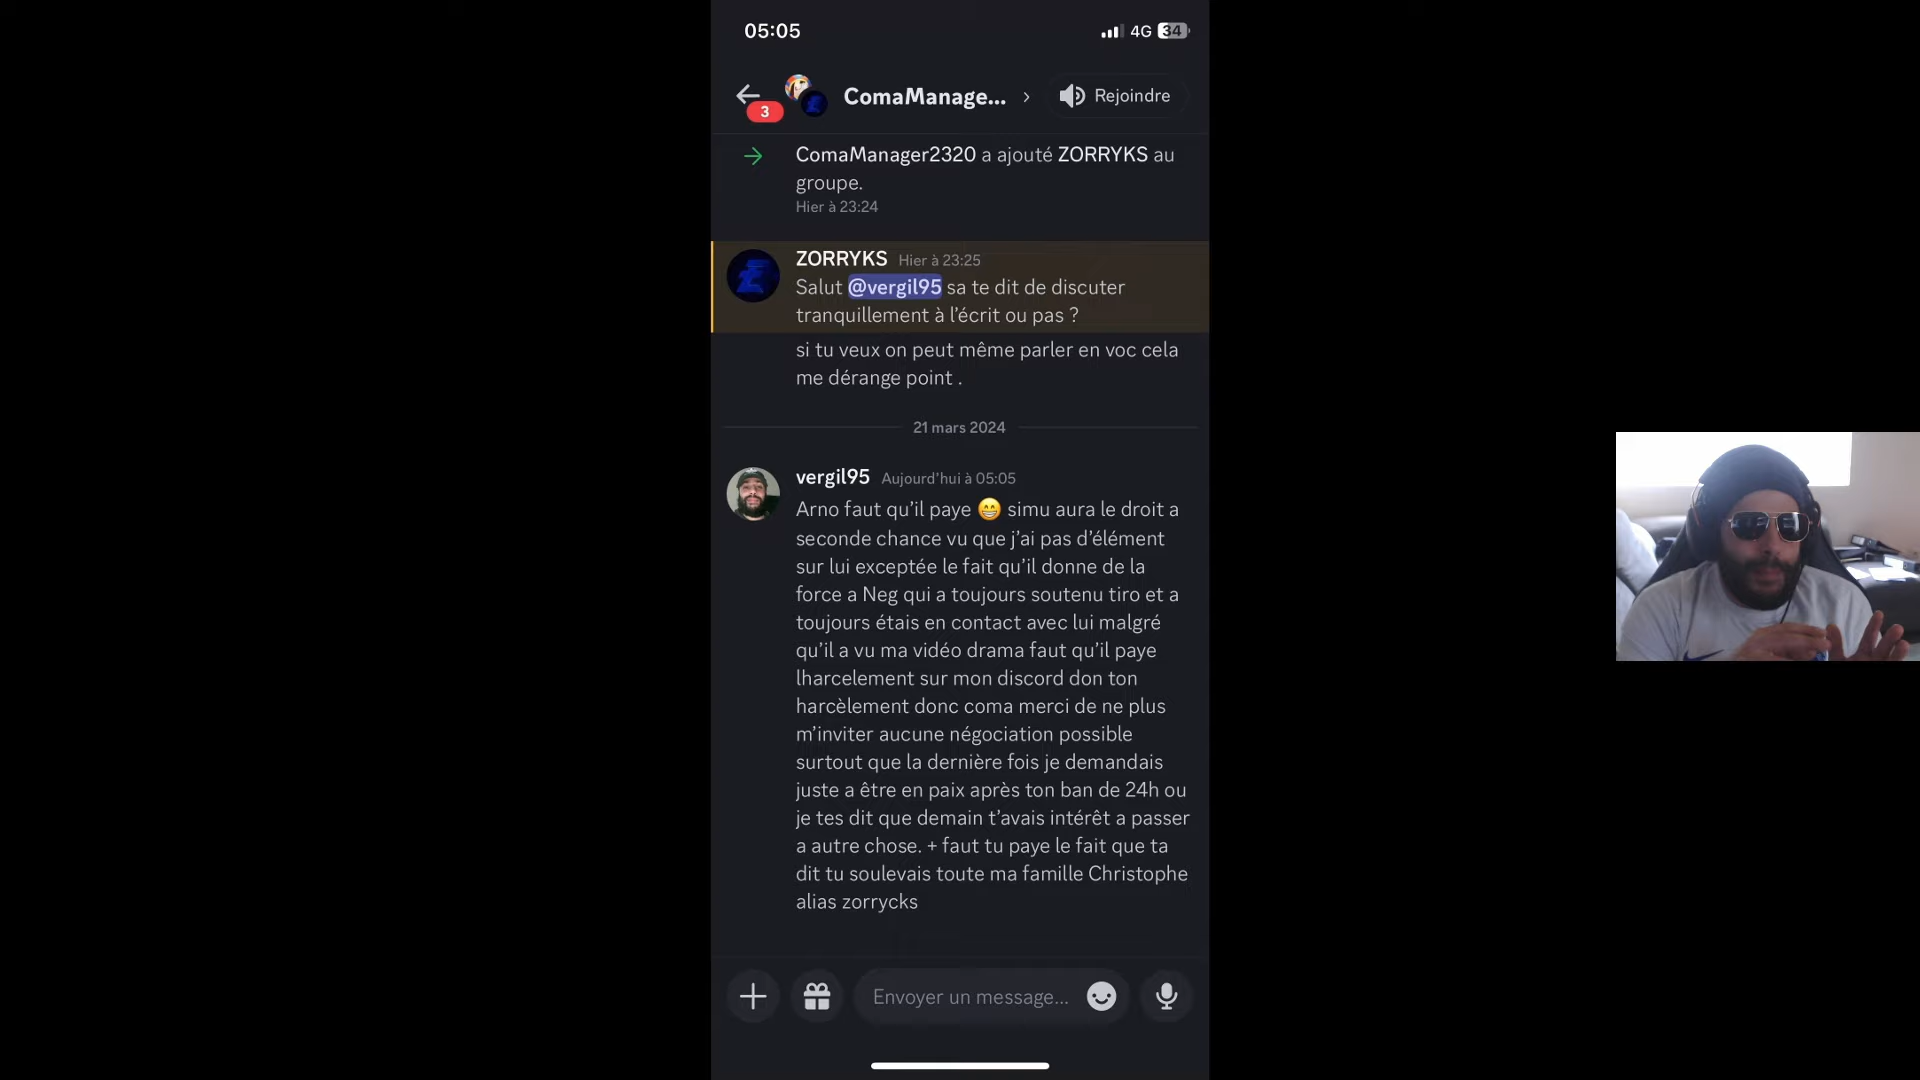 05:05
4G
34
3
ComaManage...
Rejoindre
ComaManager2320 a ajouté ZORRYKS au
groupe.
Hier à 23:24
ZORRYKS Hier à 23:25
Salut @vergil95 sa te dit de discuter
tranquillement à l'écrit ou pas ?
si tu veux on peut même parler en voc cela
me dérange point .
21 mars 2024
vergil95 Aujourd'hui à 05:05
Arno faut qu'il paye 😁 simu aura le droit a
seconde chance vu que j'ai pas d'élément
sur lui exceptée le fait qu'il donne de la
force a Neg qui a toujours soutenu tiro et a
toujours étais en contact avec lui malgré
qu'il a vu ma vidéo drama faut qu'il paye
lharcelement sur mon discord don ton
harcèlement donc coma merci de ne plus
m'inviter aucune négociation possible
surtout que la dernière fois je demandais
juste a être en paix après ton ban de 24h ou
je tes dit que demain t'avais intérêt a passer
a autre chose. + faut tu paye le fait que ta
dit tu soulevais toute ma famille Christophe
alias zorrycks
Envoyer un message...